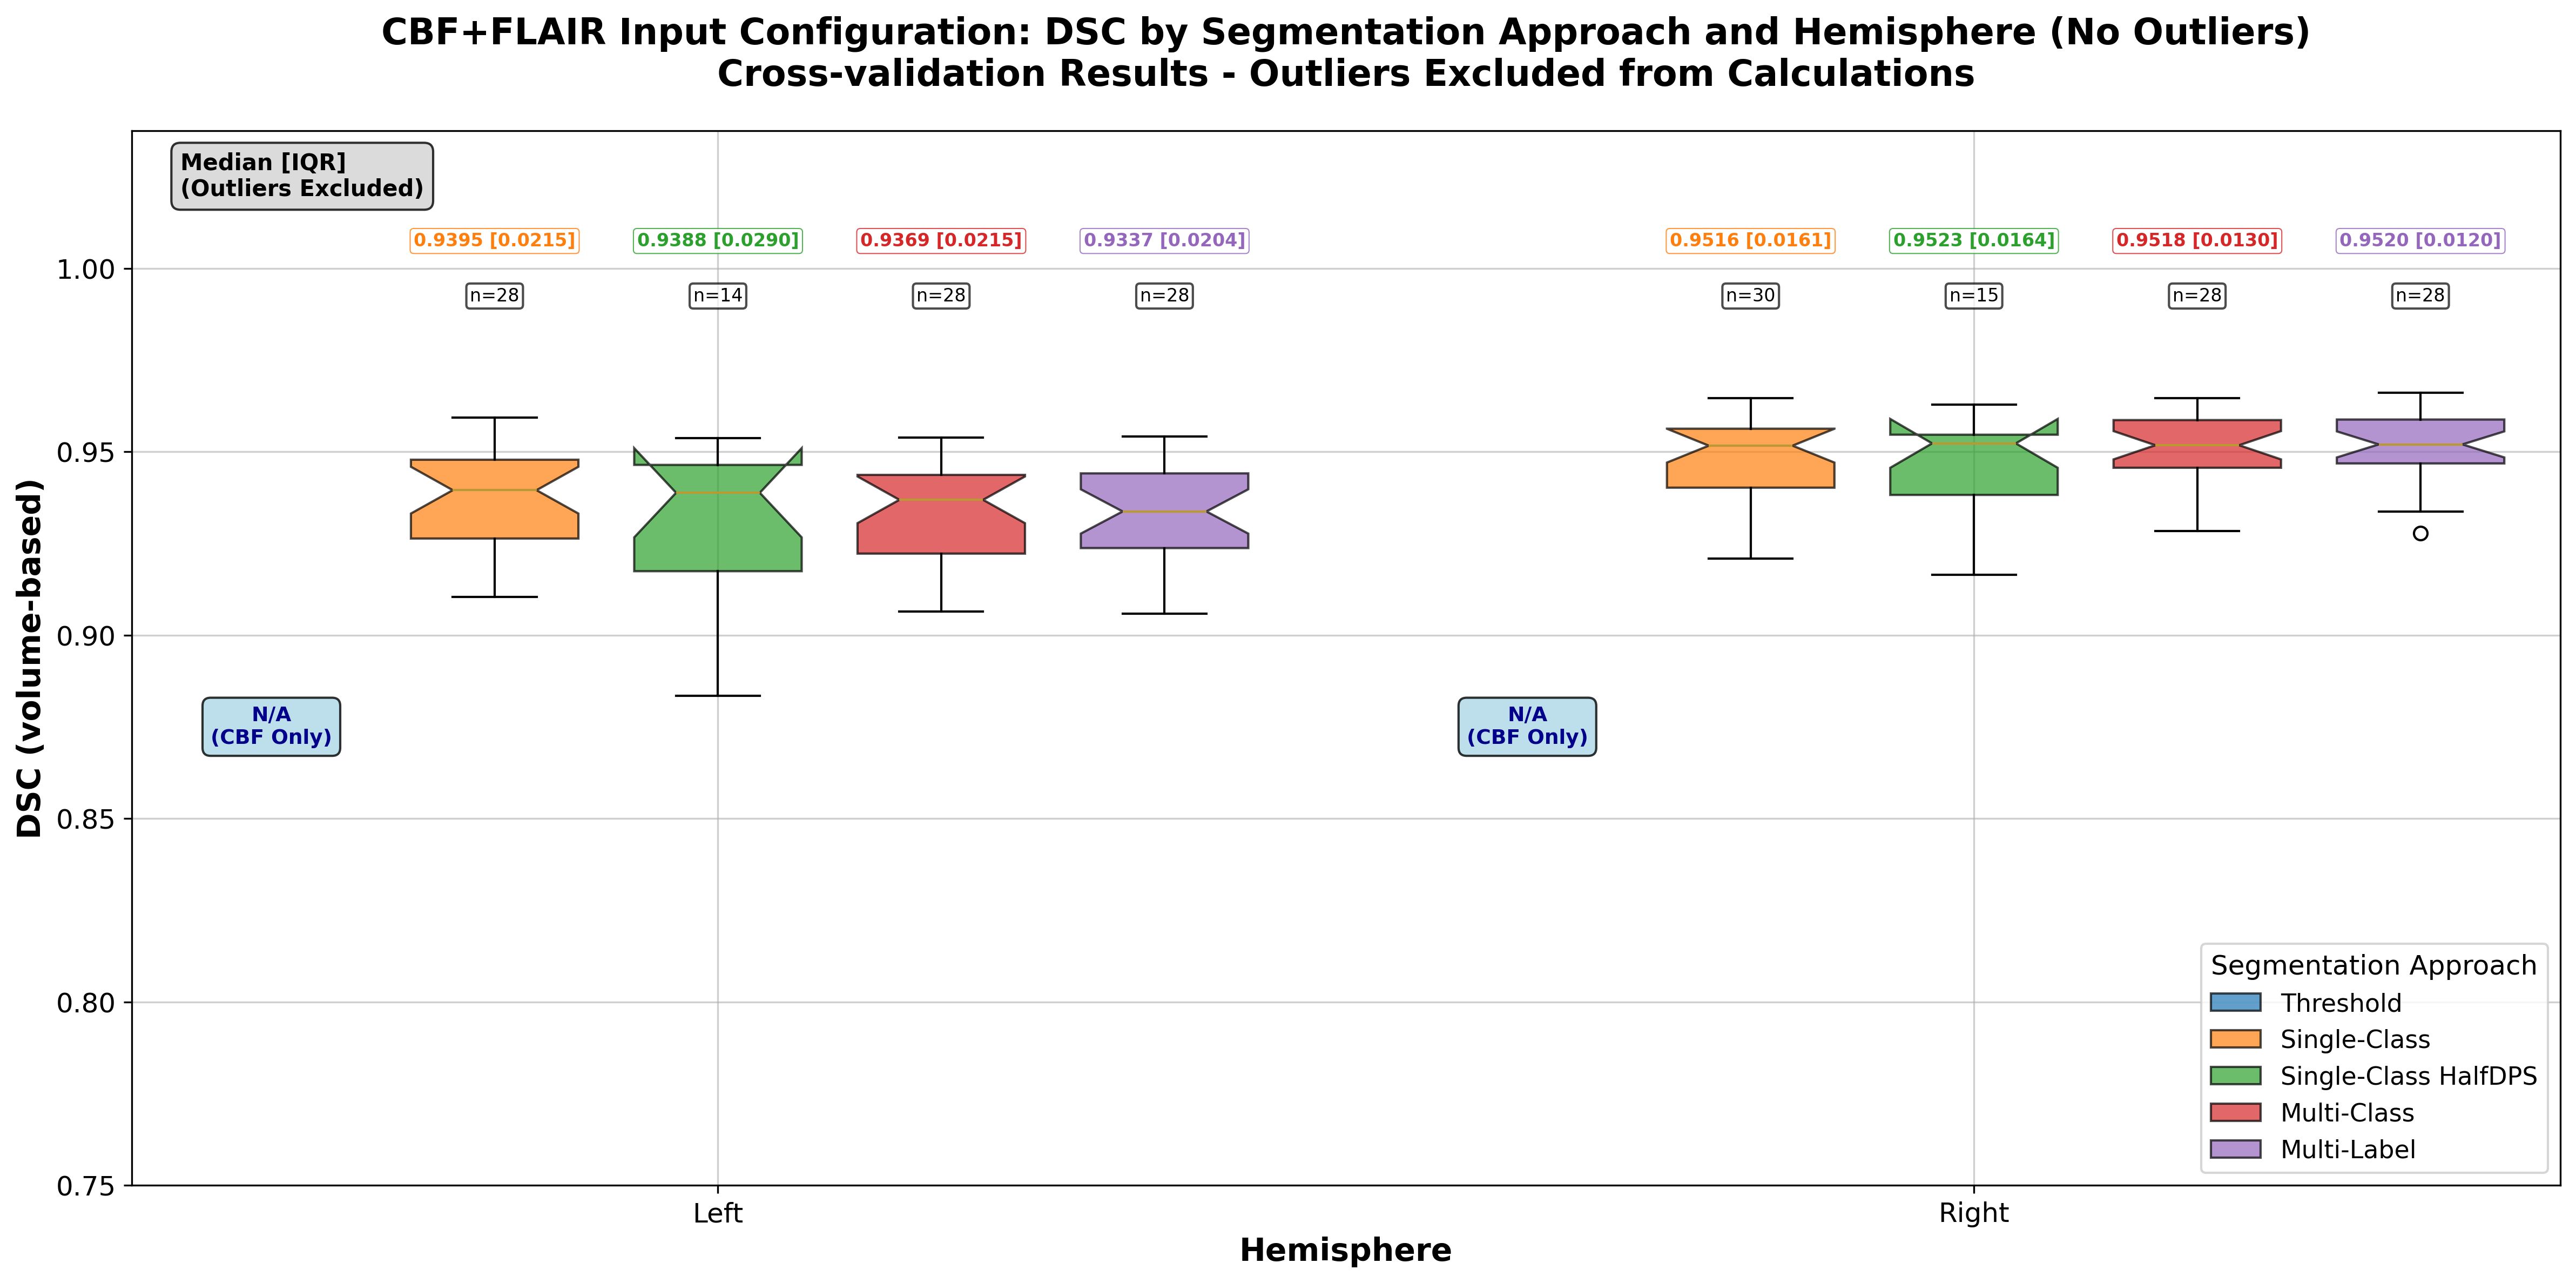 CBF+FLAIR Input Configuration: DSC by Segmentation Approach and Hemisphere (No Outliers)
Cross-validation Results - Outliers Excluded from Calculations
Median [IQR]
(Outliers Excluded)
0.9395 [0.0215]
0.9388 [0.0290]
0.9369 [0.0215]
0.9337 [0.0204]
0.9516 [0.0161]
0.9523 [0.0164]
0.9518 [0.0130]
0.9520 [0.0120]
n=28
n=14
n=28
n=28
n=30
n=15
n=28
n=28
N/A
(CBF Only)
N/A
(CBF Only)
DSC (volume-based)
1.00
0.95
0.90
0.85
0.80
0.75
Segmentation Approach
Threshold
Single-Class
Single-Class HalfDPS
Multi-Class
Multi-Label
Left
Right
Hemisphere